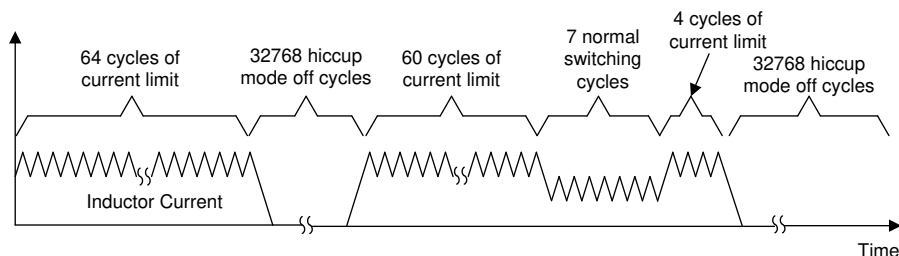 64 cycles of
current limit
32768 hiccup
mode off cycles
60 cycles of
current limit
7 normal
switching
cycles
4 cycles of
current limit
32768 hiccup
mode off cycles
Inductor Current
Time